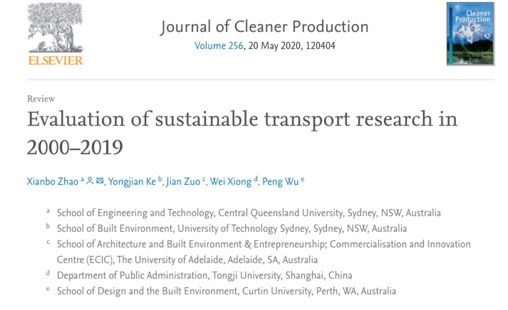 Journal of Cleaner Production
Volume 256, 20 May 2020, 120404
ELSEVIER
Cleaner
Production
Review
Evaluation of sustainable transport research in
2000–2019
Xianbo Zhao a, Yongjian Ke b, Jian Zuo c, Wei Xiong d, Peng Wu e
a School of Engineering and Technology, Central Queensland University, Sydney, NSW, Australia
b School of Built Environment, University of Technology Sydney, Sydney, NSW, Australia
c School of Architecture and Built Environment & Entrepreneurship; Commercialisation and Innovation
Centre (ECIC), The University of Adelaide, Adelaide, SA, Australia
d Department of Public Administration, Tongji University, Shanghai, China
e School of Design and the Built Environment, Curtin University, Perth, WA, Australia